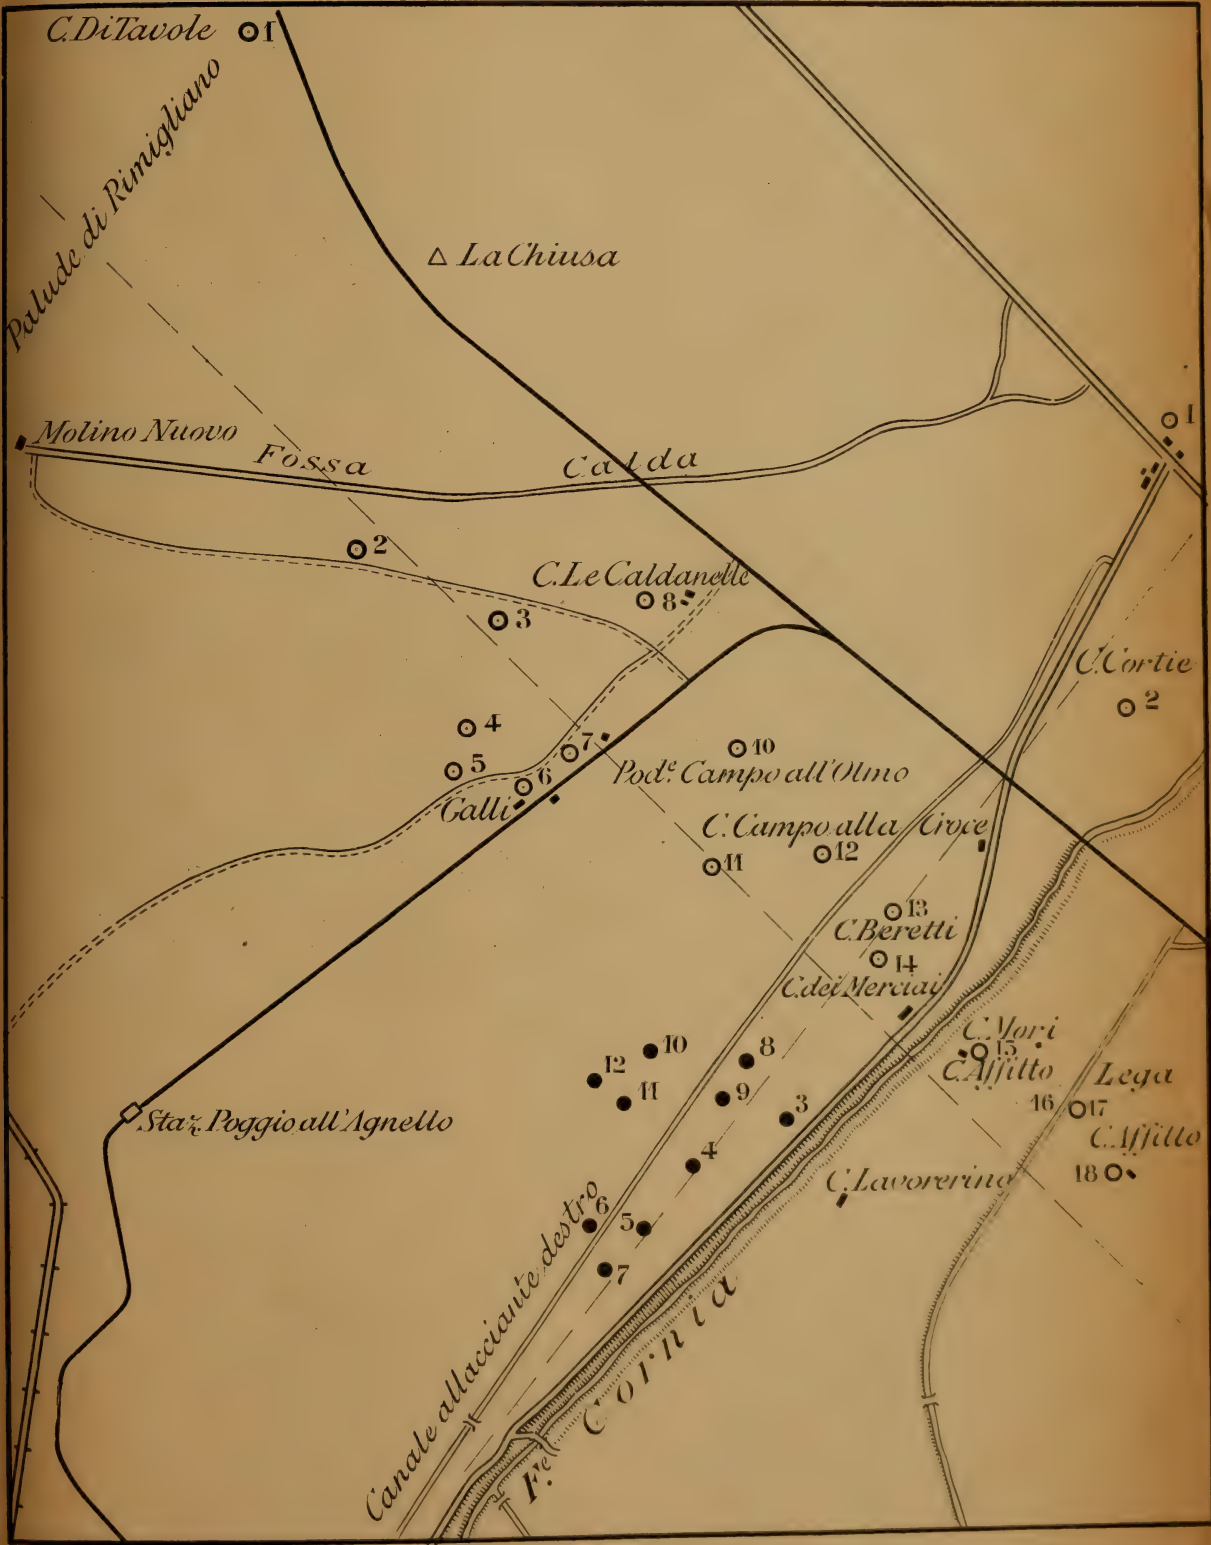 C. Di Tavole 1
Palude di Rimigliano
La Chiusa
Molino Nuovo
Fossa Calda
1
2
C. Le Caldanelle
8
3
C. Cortie
2
4
7
10
5
6
Pod.e Campo all'Olmo
Galli
C. Campo alla Croce
12
11
13
C. Beretti
14
C. dei Merciai
C. Mori
15
10
8
12
C. Affitto
Lega
9
11
16
17
3
Staz. Poggio all'Agnello
C. Affitto
4
18
C. Lavorerino
6
5
7
Canale allacciante destro
F.e Cornia